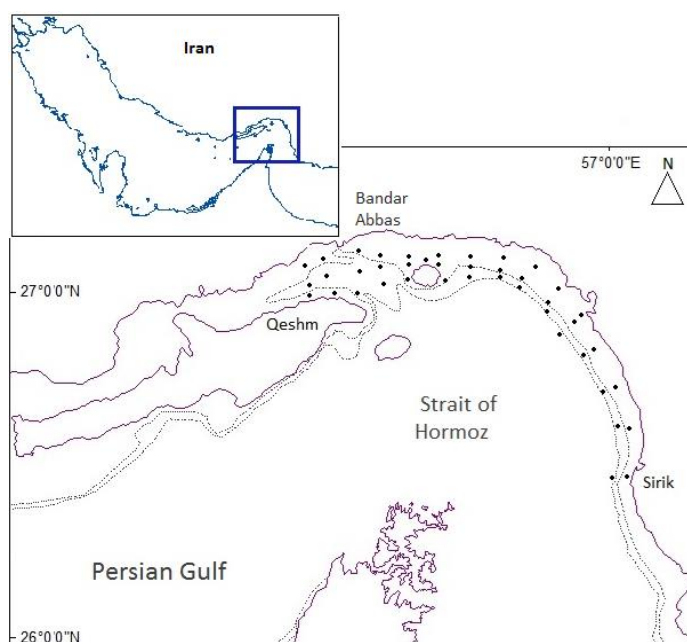 Iran
57°0'0"E
N
Bandar
Abbas
27°0'0"N
Qeshm
Strait of
Hormoz
Sirik
Persian Gulf
26°0'0"N